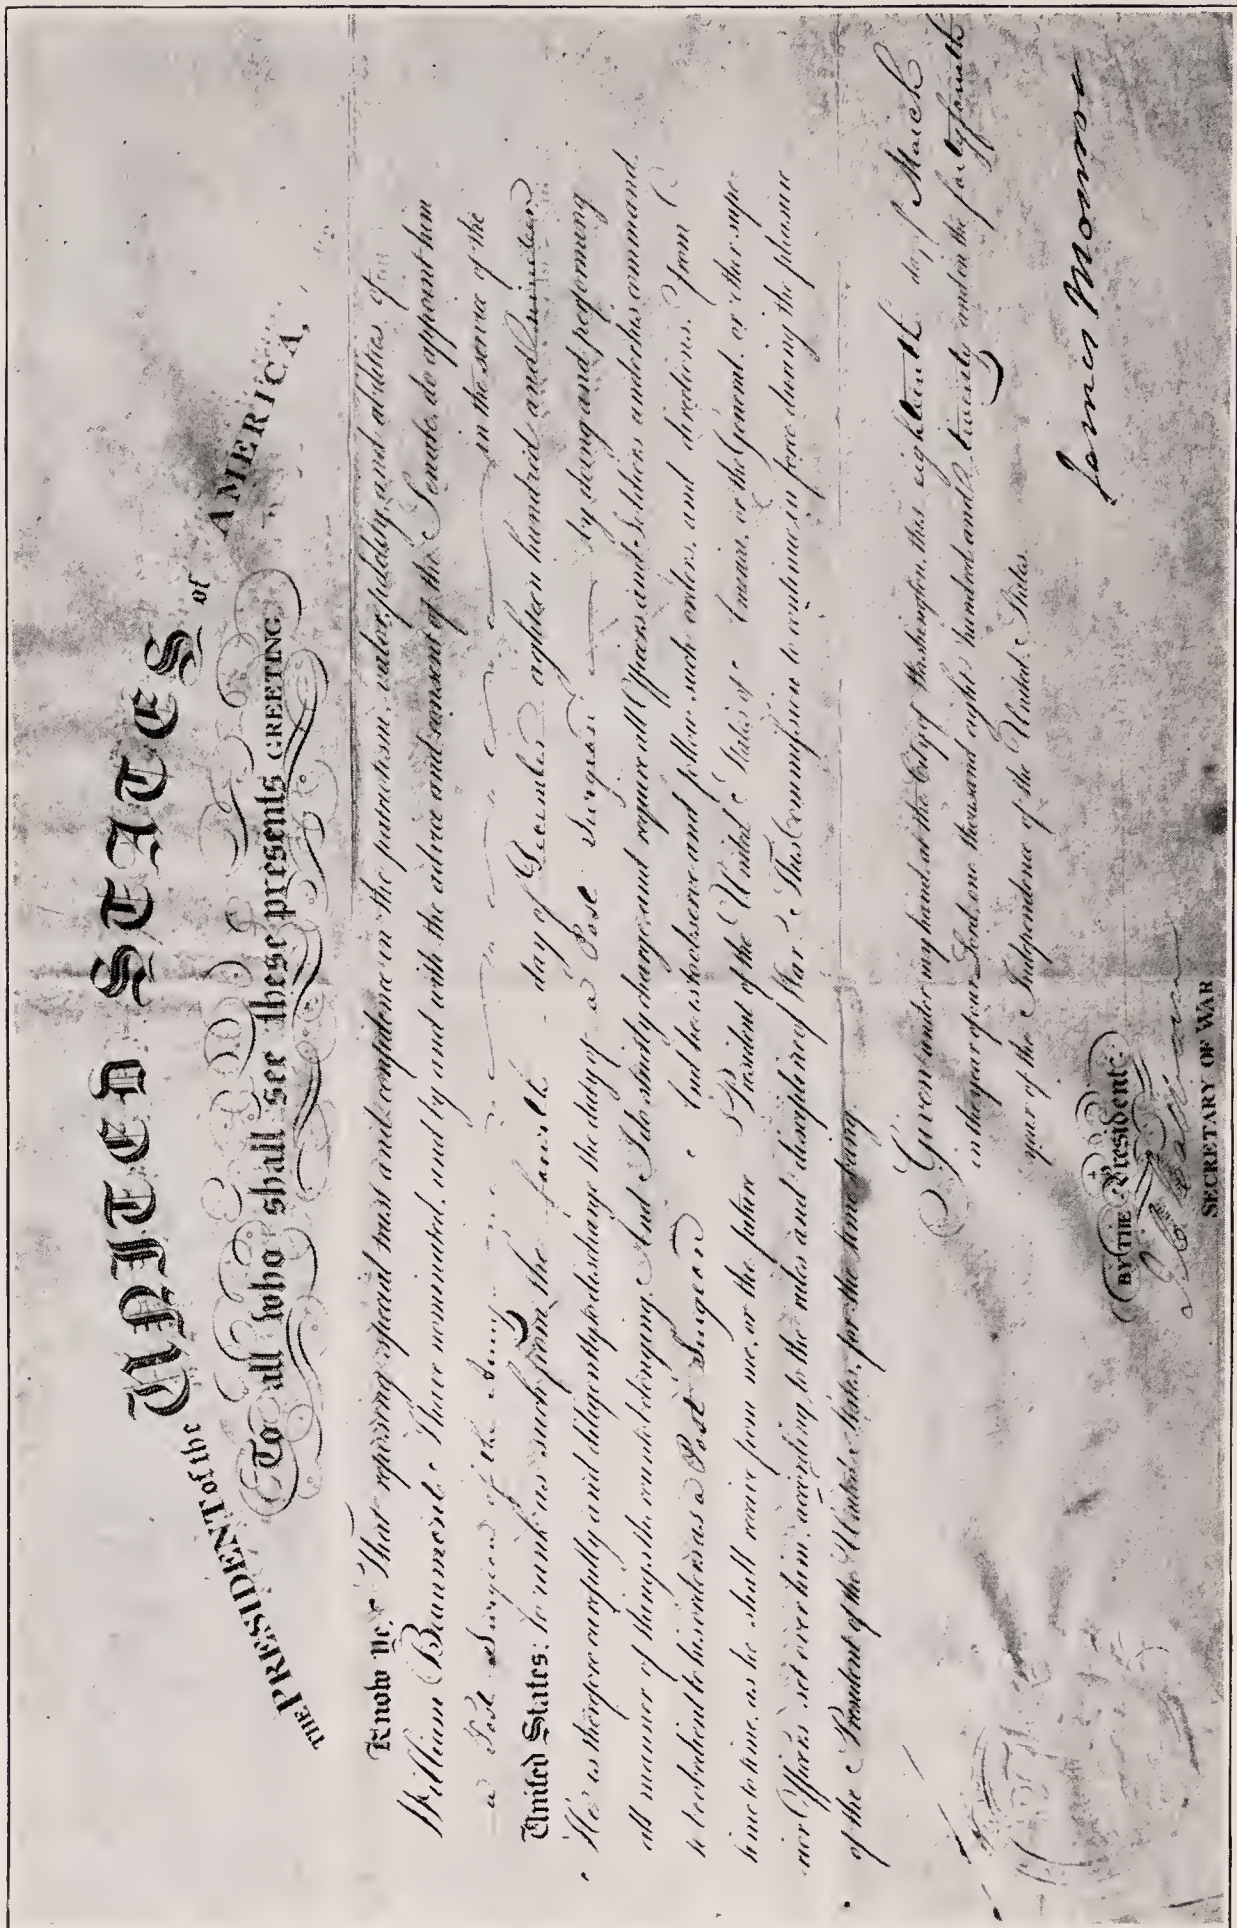 THE PRESIDENT of the UNITED STATES of AMERICA,
To all who shall see these presents GREETING:
Know Ye, That reposing special trust and confidence in the patriotism, valor, fidelity, and abilities of
William Beaumont I have nominated, and by and with the advice and consent of the Senate, do appoint him
a Post Surgeon of the Army in the service of the
United States: to rank as such from the fourth day of December eighteen hundred and nineteen
He is therefore carefully and diligently to discharge the duty of a Post Surgeon by doing and performing
all manner of things thereunto belonging. And I do strictly charge, and require all Officers and Soldiers under his command
to be obedient to his orders as a Post Surgeon And he is to observe and follow such orders, and directions, from
time to time, as he shall receive from me, or the future President of the United States of America, or the General, or other supe-
rior Officers set over him, according to the rules and discipline of War. This Commission to continue in force during the pleasure
of the President of the United States, for the time being.
Given under my hand, at the City of Washington, this eighteenth day of March
in the year of our Lord, one thousand eight hundred and twenty and in the forty fourth
year of the Independence of the United States.
James Monroe
BY THE President.
J C Calhoun
SECRETARY OF WAR